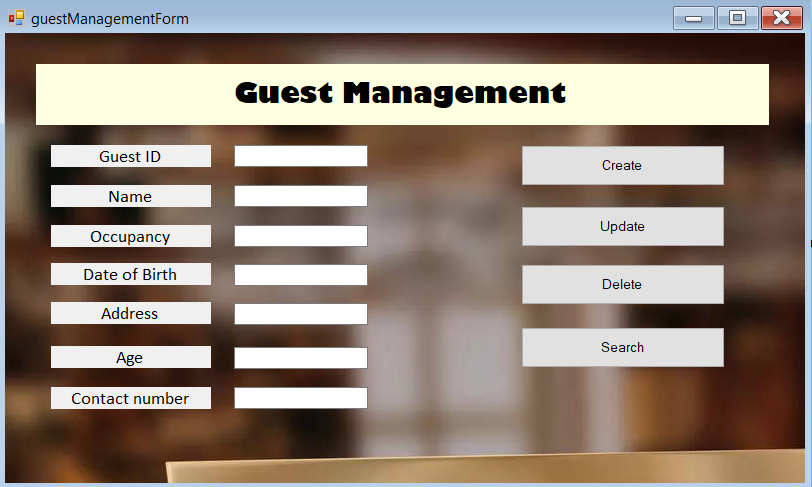 guestManagementForm
Guest Management
Guest ID
Name
Occupancy
Date of Birth
Address
Age
Contact number
Create
Update
Delete
Search